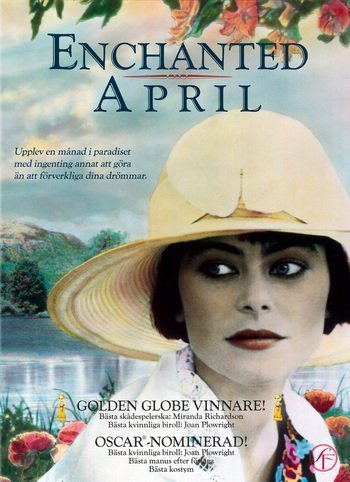 ENCHANTED
APRIL
Upplev en månad i paradiset
med ingenting annat att göra
än att förverkliga dina drömmar.
GOLDEN GLOBE VINNARE!
Bästa skådespelerska: Miranda Richardson
Bästa kvinnliga biroll: Joan Plowright
OSCAR®-NOMINERAD!
Bästa kvinnliga biroll: Joan Plowright
Bästa manus efter förlaga
Bästa kostym
SF